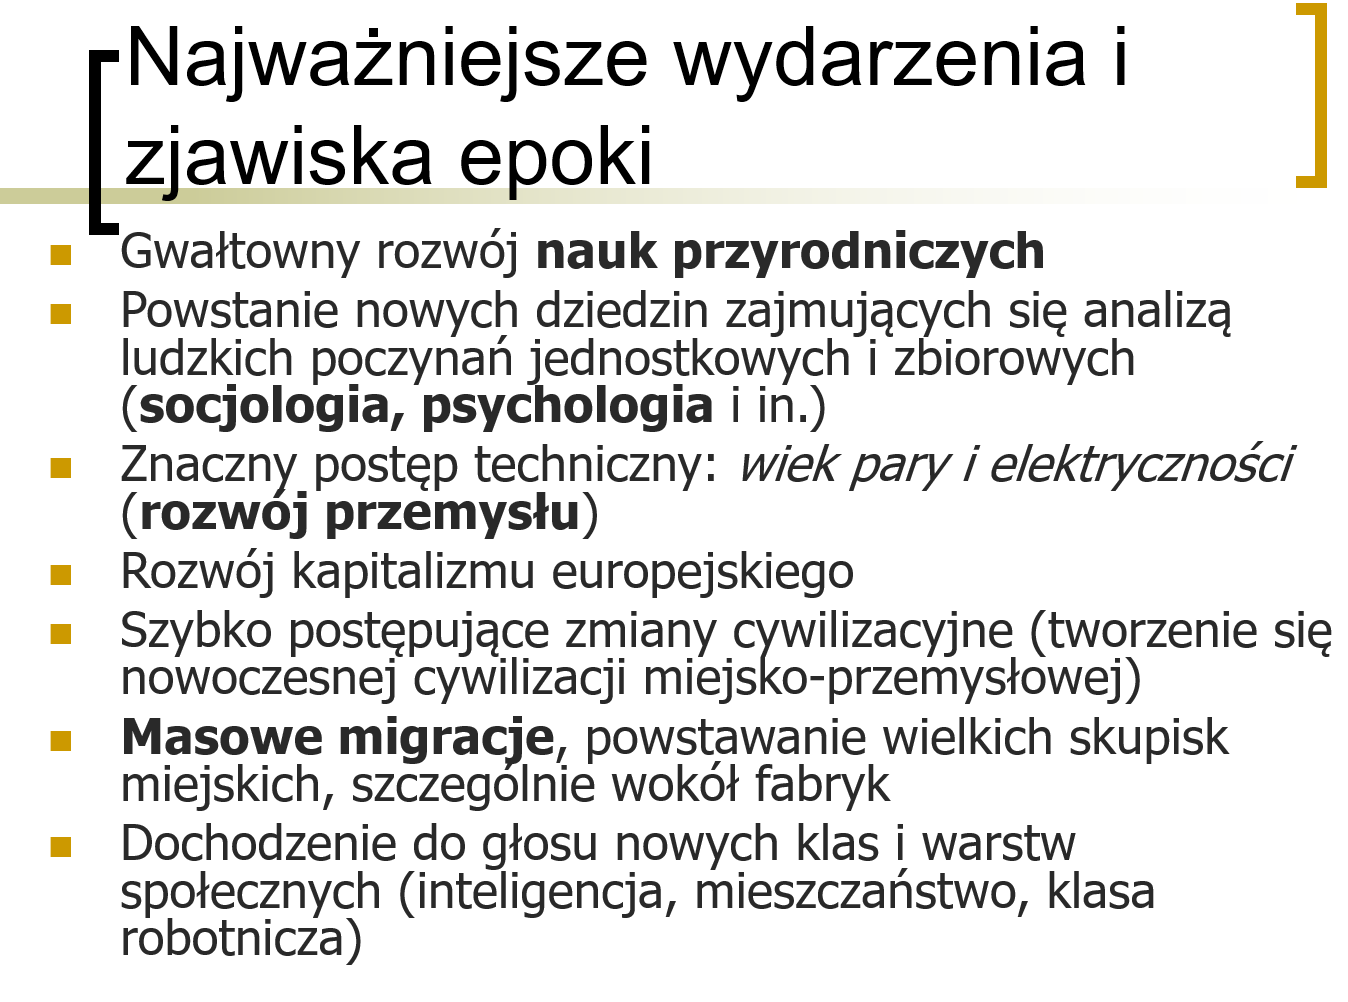 Najważniejsze wydarzenia i
zjawiska epoki
Gwałtowny rozwój nauk przyrodniczych
Powstanie nowych dziedzin zajmujących się analizą
ludzkich poczynań jednostkowych i zbiorowych
(socjologia, psychologia i in.)
Znaczny postęp techniczny: wiek pary i elektryczności
(rozwój przemysłu)
Rozwój kapitalizmu europejskiego
Szybko postępujące zmiany cywilizacyjne (tworzenie się
nowoczesnej cywilizacji miejsko-przemysłowej)
Masowe migracje, powstawanie wielkich skupisk
miejskich, szczególnie wokół fabryk
Dochodzenie do głosu nowych klas i warstw
społecznych (inteligencja, mieszczaństwo, klasa
robotnicza)